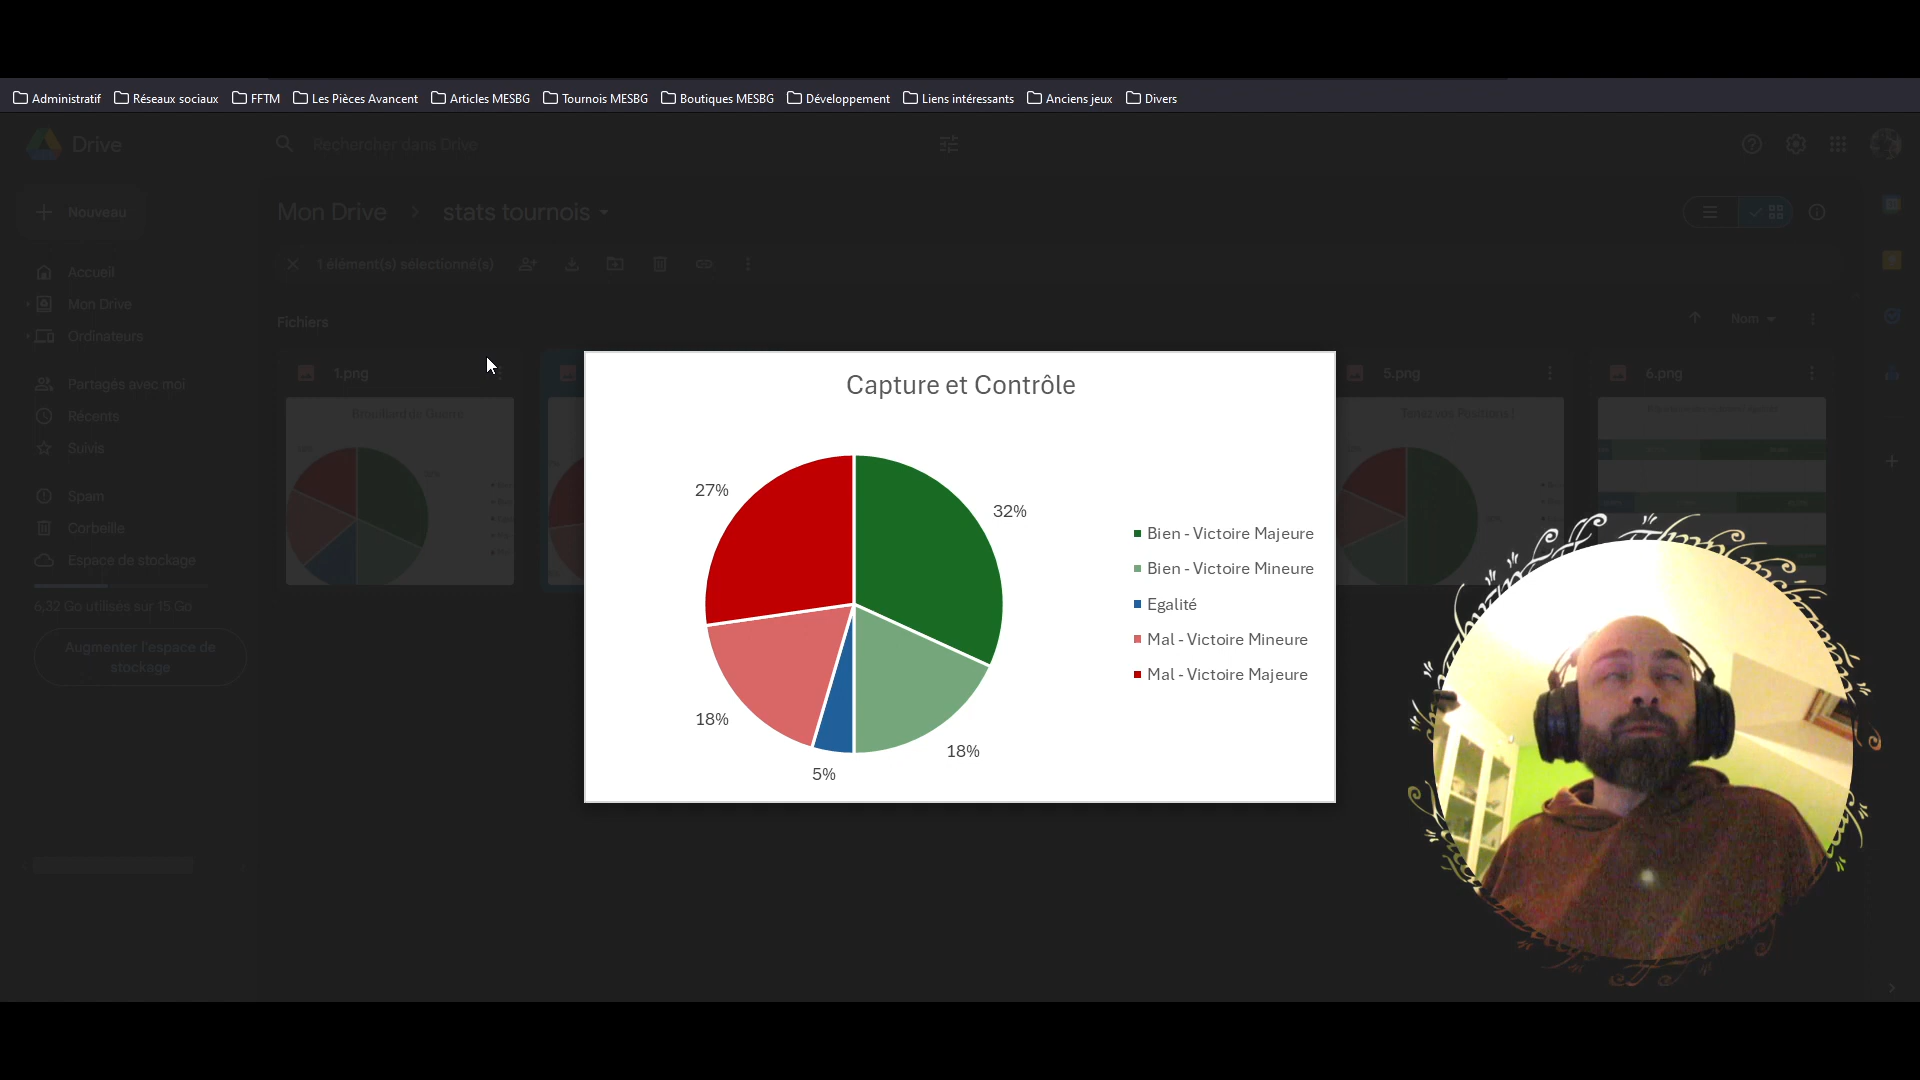 Administratif Réseaux sociaux FFTM Les Pièces Avancent Articles MESBG Tournois MESBG Boutiques MESBG Développement Liens intéressants Anciens jeux Divers
Drive Rechercher dans Drive
Nouveau
Mon Drive > stats tournois
1 élément(s) sélectionné(s)
Accueil
Mon Drive
Ordinateurs
Partagés avec moi
Récents
Suivis
Spam
Corbeille
Espace de stockage
6,32 Go utilisés sur 15 Go
Augmenter l'espace de
stockage
Fichiers Nom
1.png 5.png 6.png
Brouillard de Guerre
Capture et Contrôle
27%
32%
18%
5%
18%
Bien - Victoire Majeure
Bien - Victoire Mineure
Egalité
Mal - Victoire Mineure
Mal - Victoire Majeure